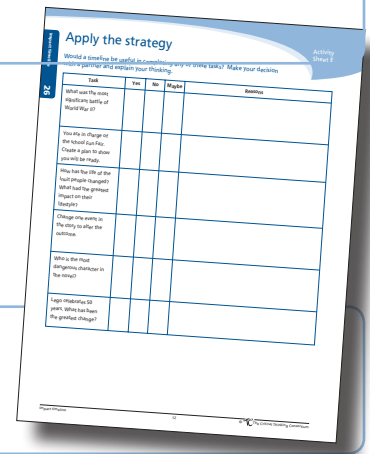 Activity
Sheet 5
Apply the strategy
Would a timeline be useful in completing any of these tasks? Make your decision
with a partner and explain your thinking.
Task Yes No Maybe Reasons
What was the most
significant battle of
World War II?
You are in charge of
the school Fun Fair.
Create a plan to show
you will be ready.
How has the life of the
Inuit people changed?
What had the greatest
impact on their
lifestyle?
Change one event in
the story to alter the
outcome.
Who is the most
dangerous character in
the novel?
Lego celebrates 50
years. What has been
the greatest change?
26
The Critical Thinking Consortium